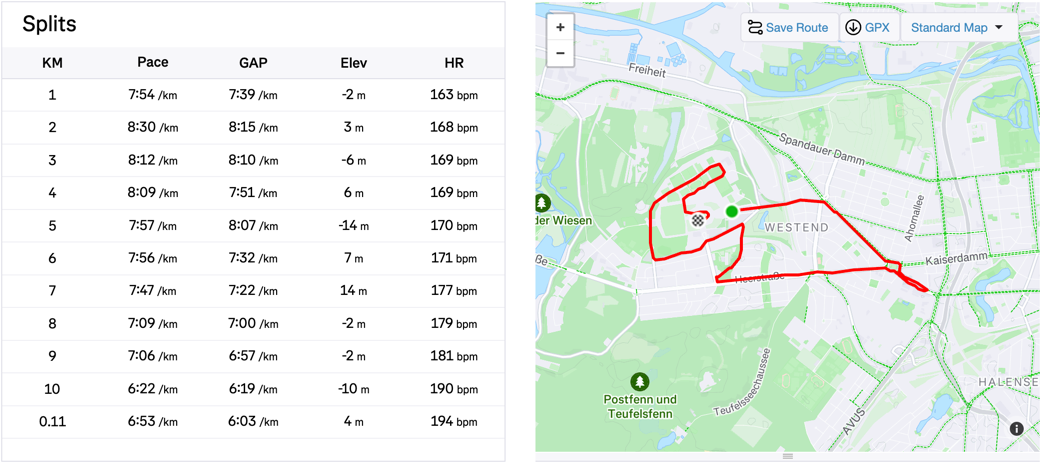 Splits
KM Pace GAP Elev HR
1 7:54 /km 7:39 /km -2 m 163 bpm
2 8:30 /km 8:15 /km 3 m 168 bpm
3 8:12 /km 8:10 /km -6 m 169 bpm
4 8:09 /km 7:51 /km 6 m 169 bpm
5 7:57 /km 8:07 /km -14 m 170 bpm
6 7:56 /km 7:32 /km 7 m 171 bpm
7 7:47 /km 7:22 /km 14 m 177 bpm
8 7:09 /km 7:00 /km -2 m 179 bpm
9 7:06 /km 6:57 /km -2 m 181 bpm
10 6:22 /km 6:19 /km -10 m 190 bpm
0.11 6:53 /km 6:03 /km 4 m 194 bpm
+
−
Save Route
GPX
Standard Map
Freiheit
Spandauer Damm
der Wiesen
WESTEND
Ahornallee
Kaiserdamm
ße
Heerstraße
Postfenn und
Teufelsfenn
Teufelsseechaussee
HALENSE
AVUS
i